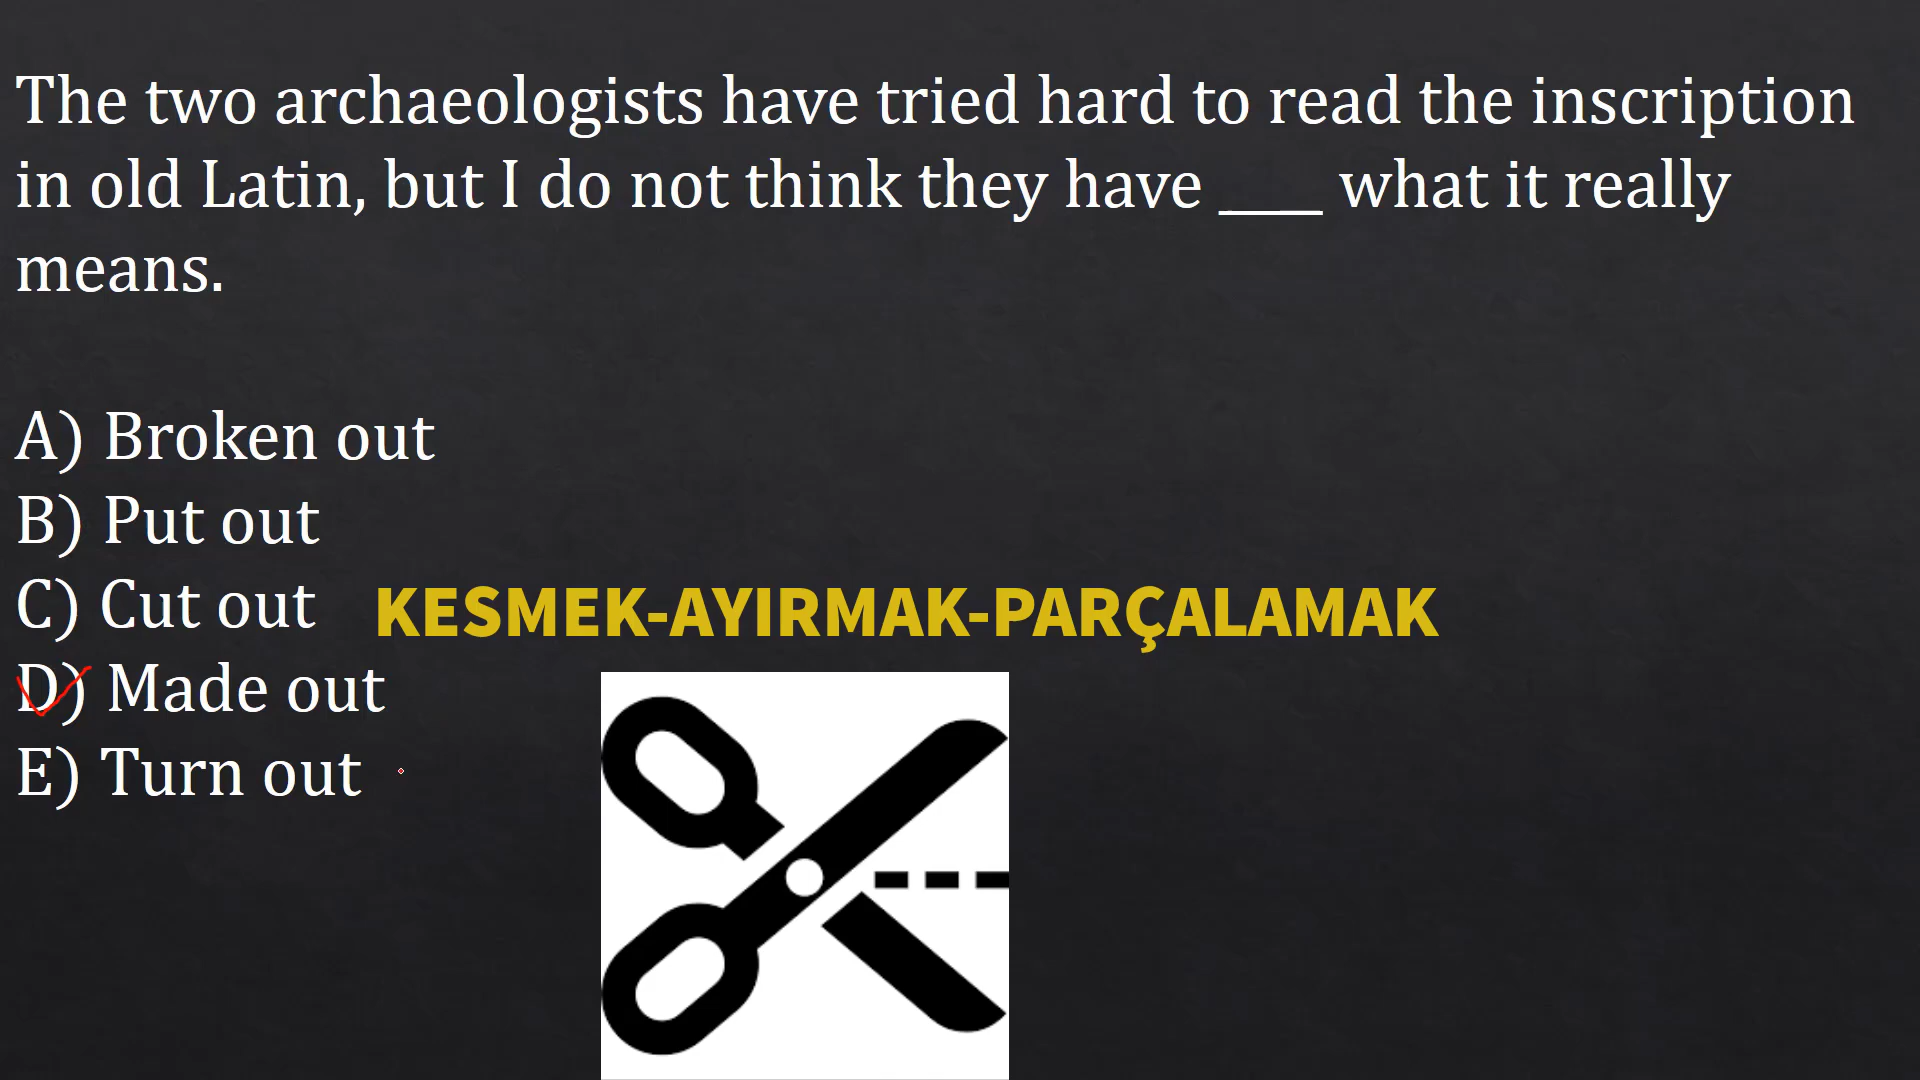 The two archaeologists have tried hard to read the inscription
in old Latin, but I do not think they have ____ what it really
means.
A) Broken out
B) Put out
C) Cut out KESMEK-AYIRMAK-PARÇALAMAK
D) Made out
E) Turn out